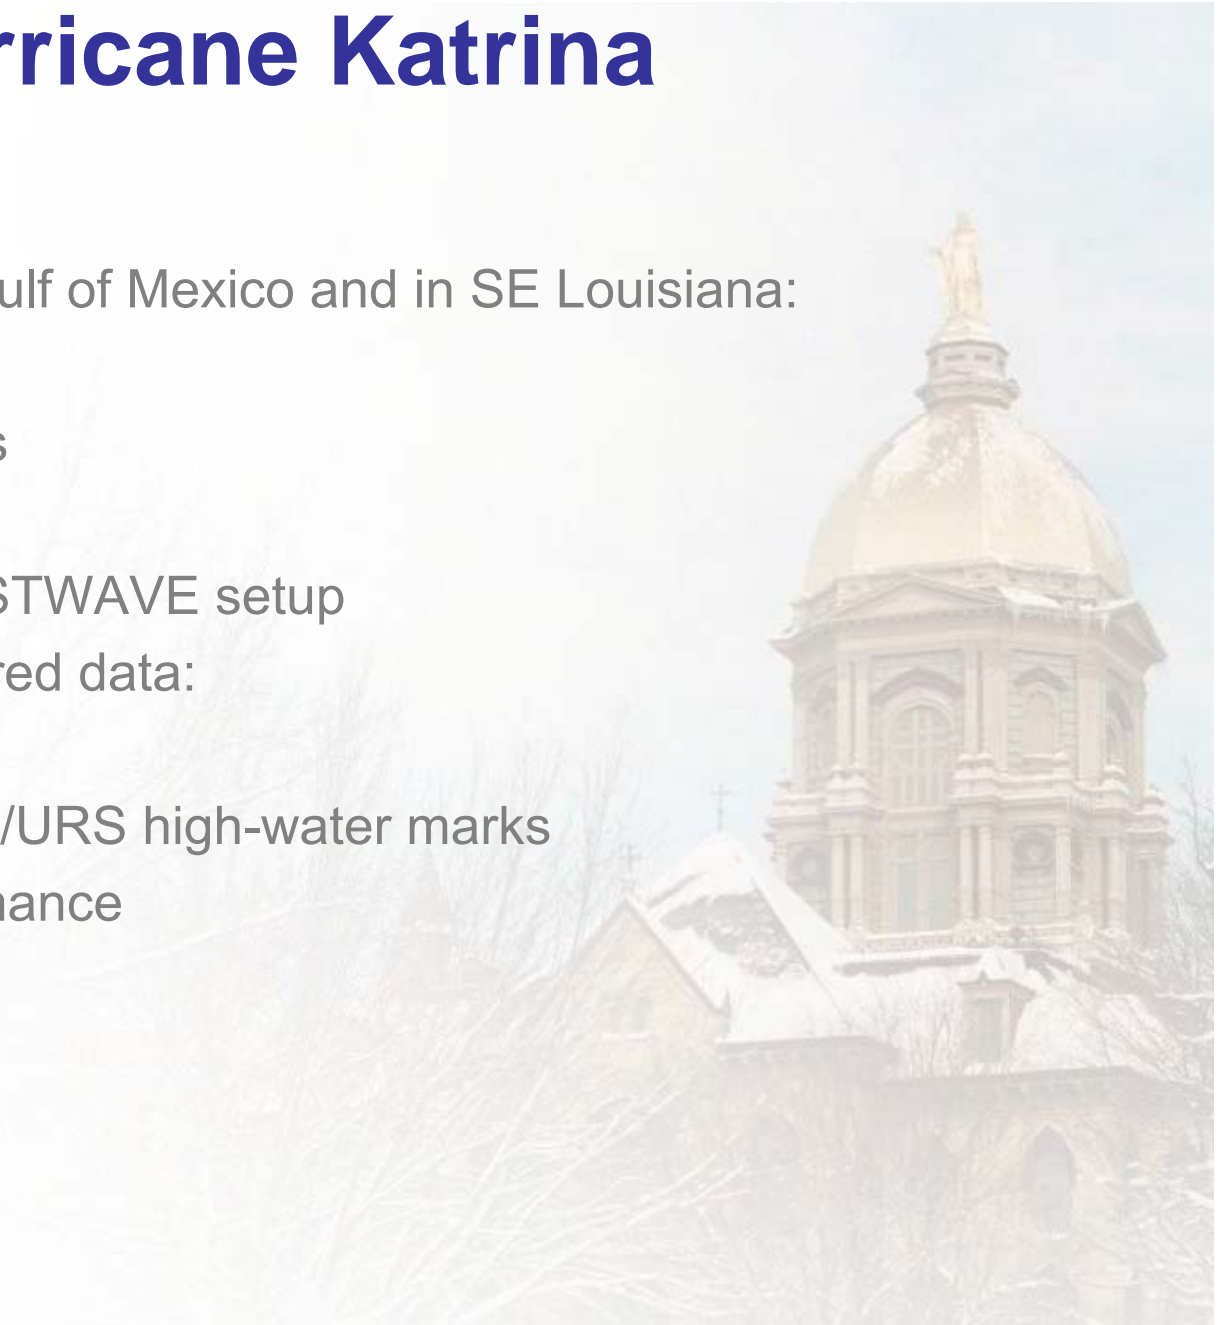 rricane Katrina
ulf of Mexico and in SE Louisiana:
s
STWAVE setup
red data:
/URS high-water marks
nance